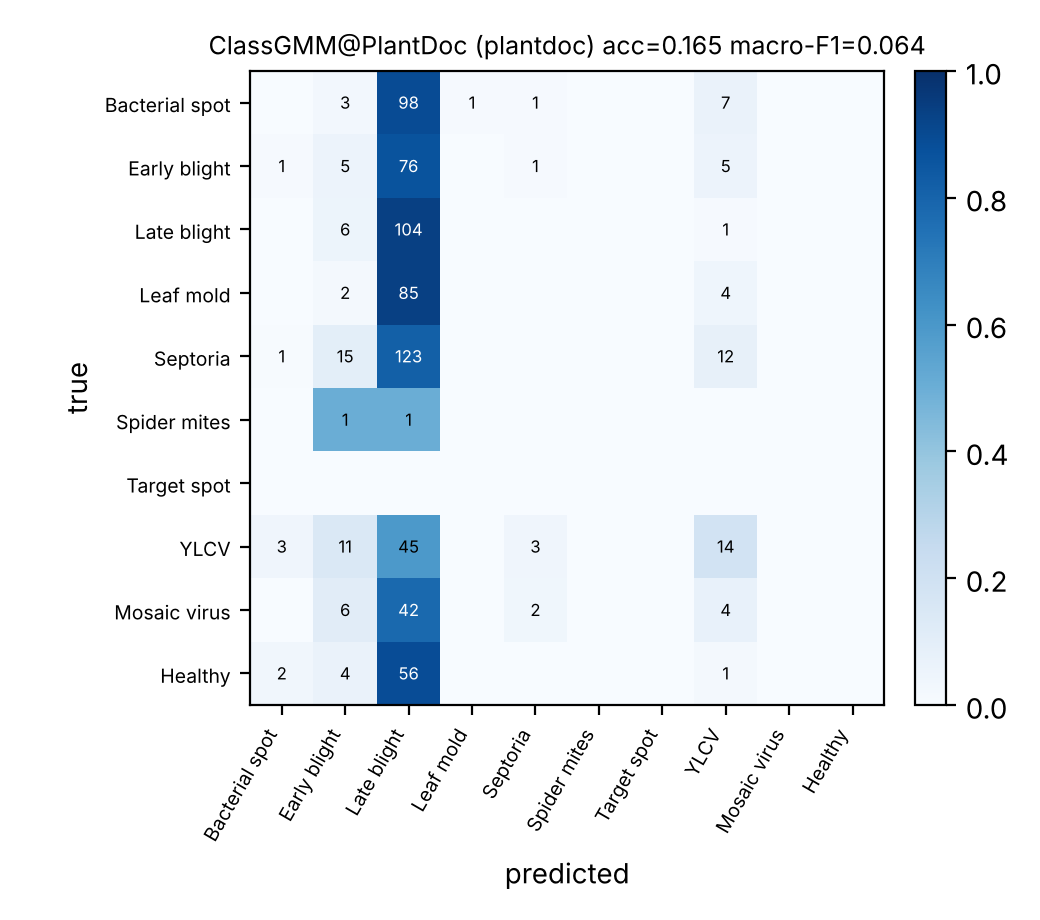 ClassGMM@PlantDoc (plantdoc) acc=0.165 macro-F1=0.064
true
Bacterial spot 3 98 1 1 7
Early blight 1 5 76 1 5
Late blight 6 104 1
Leaf mold 2 85 4
Septoria 1 15 123 12
Spider mites 1 1
Target spot
YLCV 3 11 45 3 14
Mosaic virus 6 42 2 4
Healthy 2 4 56 1
Bacterial spot
Early blight
Late blight
Leaf mold
Septoria
Spider mites
Target spot
YLCV
Mosaic virus
Healthy
predicted
1.0
0.8
0.6
0.4
0.2
0.0